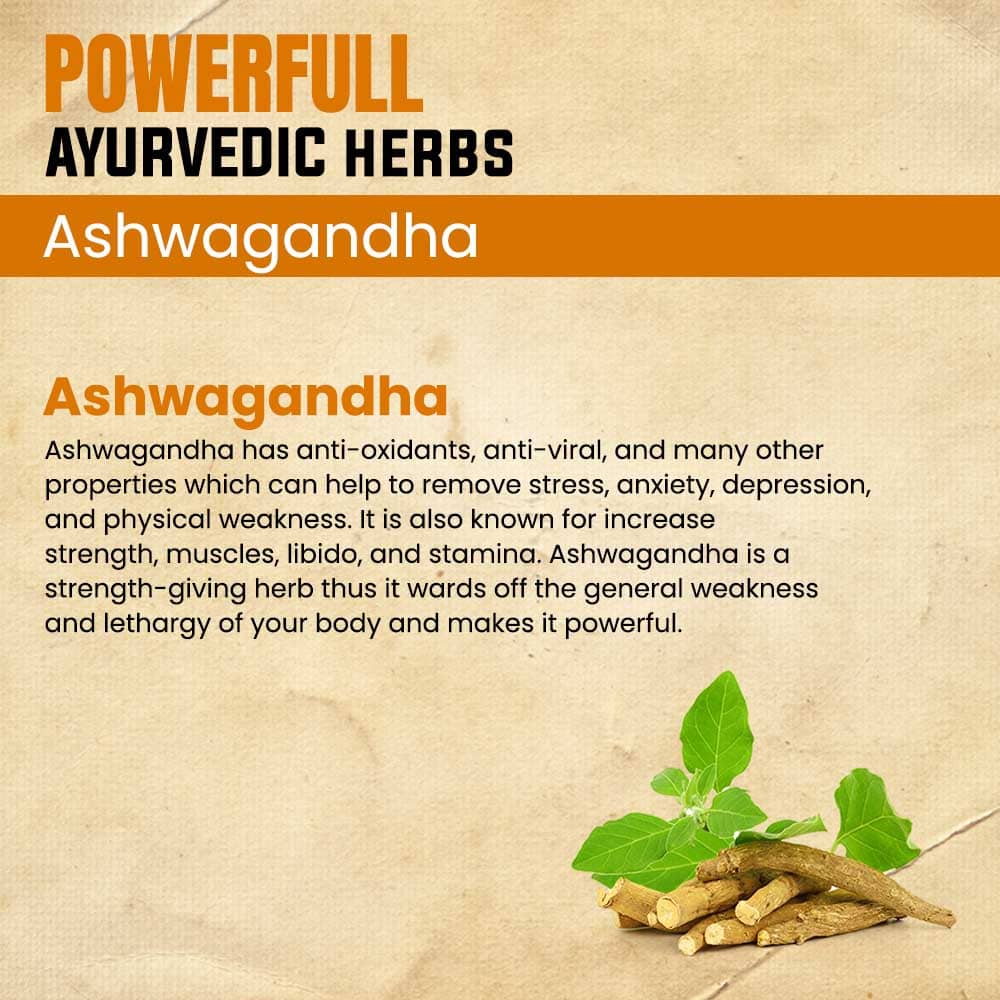 POWERFULL
AYURVEDIC HERBS
Ashwagandha
Ashwagandha
Ashwagandha has anti-oxidants, anti-viral, and many other
properties which can help to remove stress, anxiety, depression,
and physical weakness. It is also known for increase
strength, muscles, libido, and stamina. Ashwagandha is a
strength-giving herb thus it wards off the general weakness
and lethargy of your body and makes it powerful.